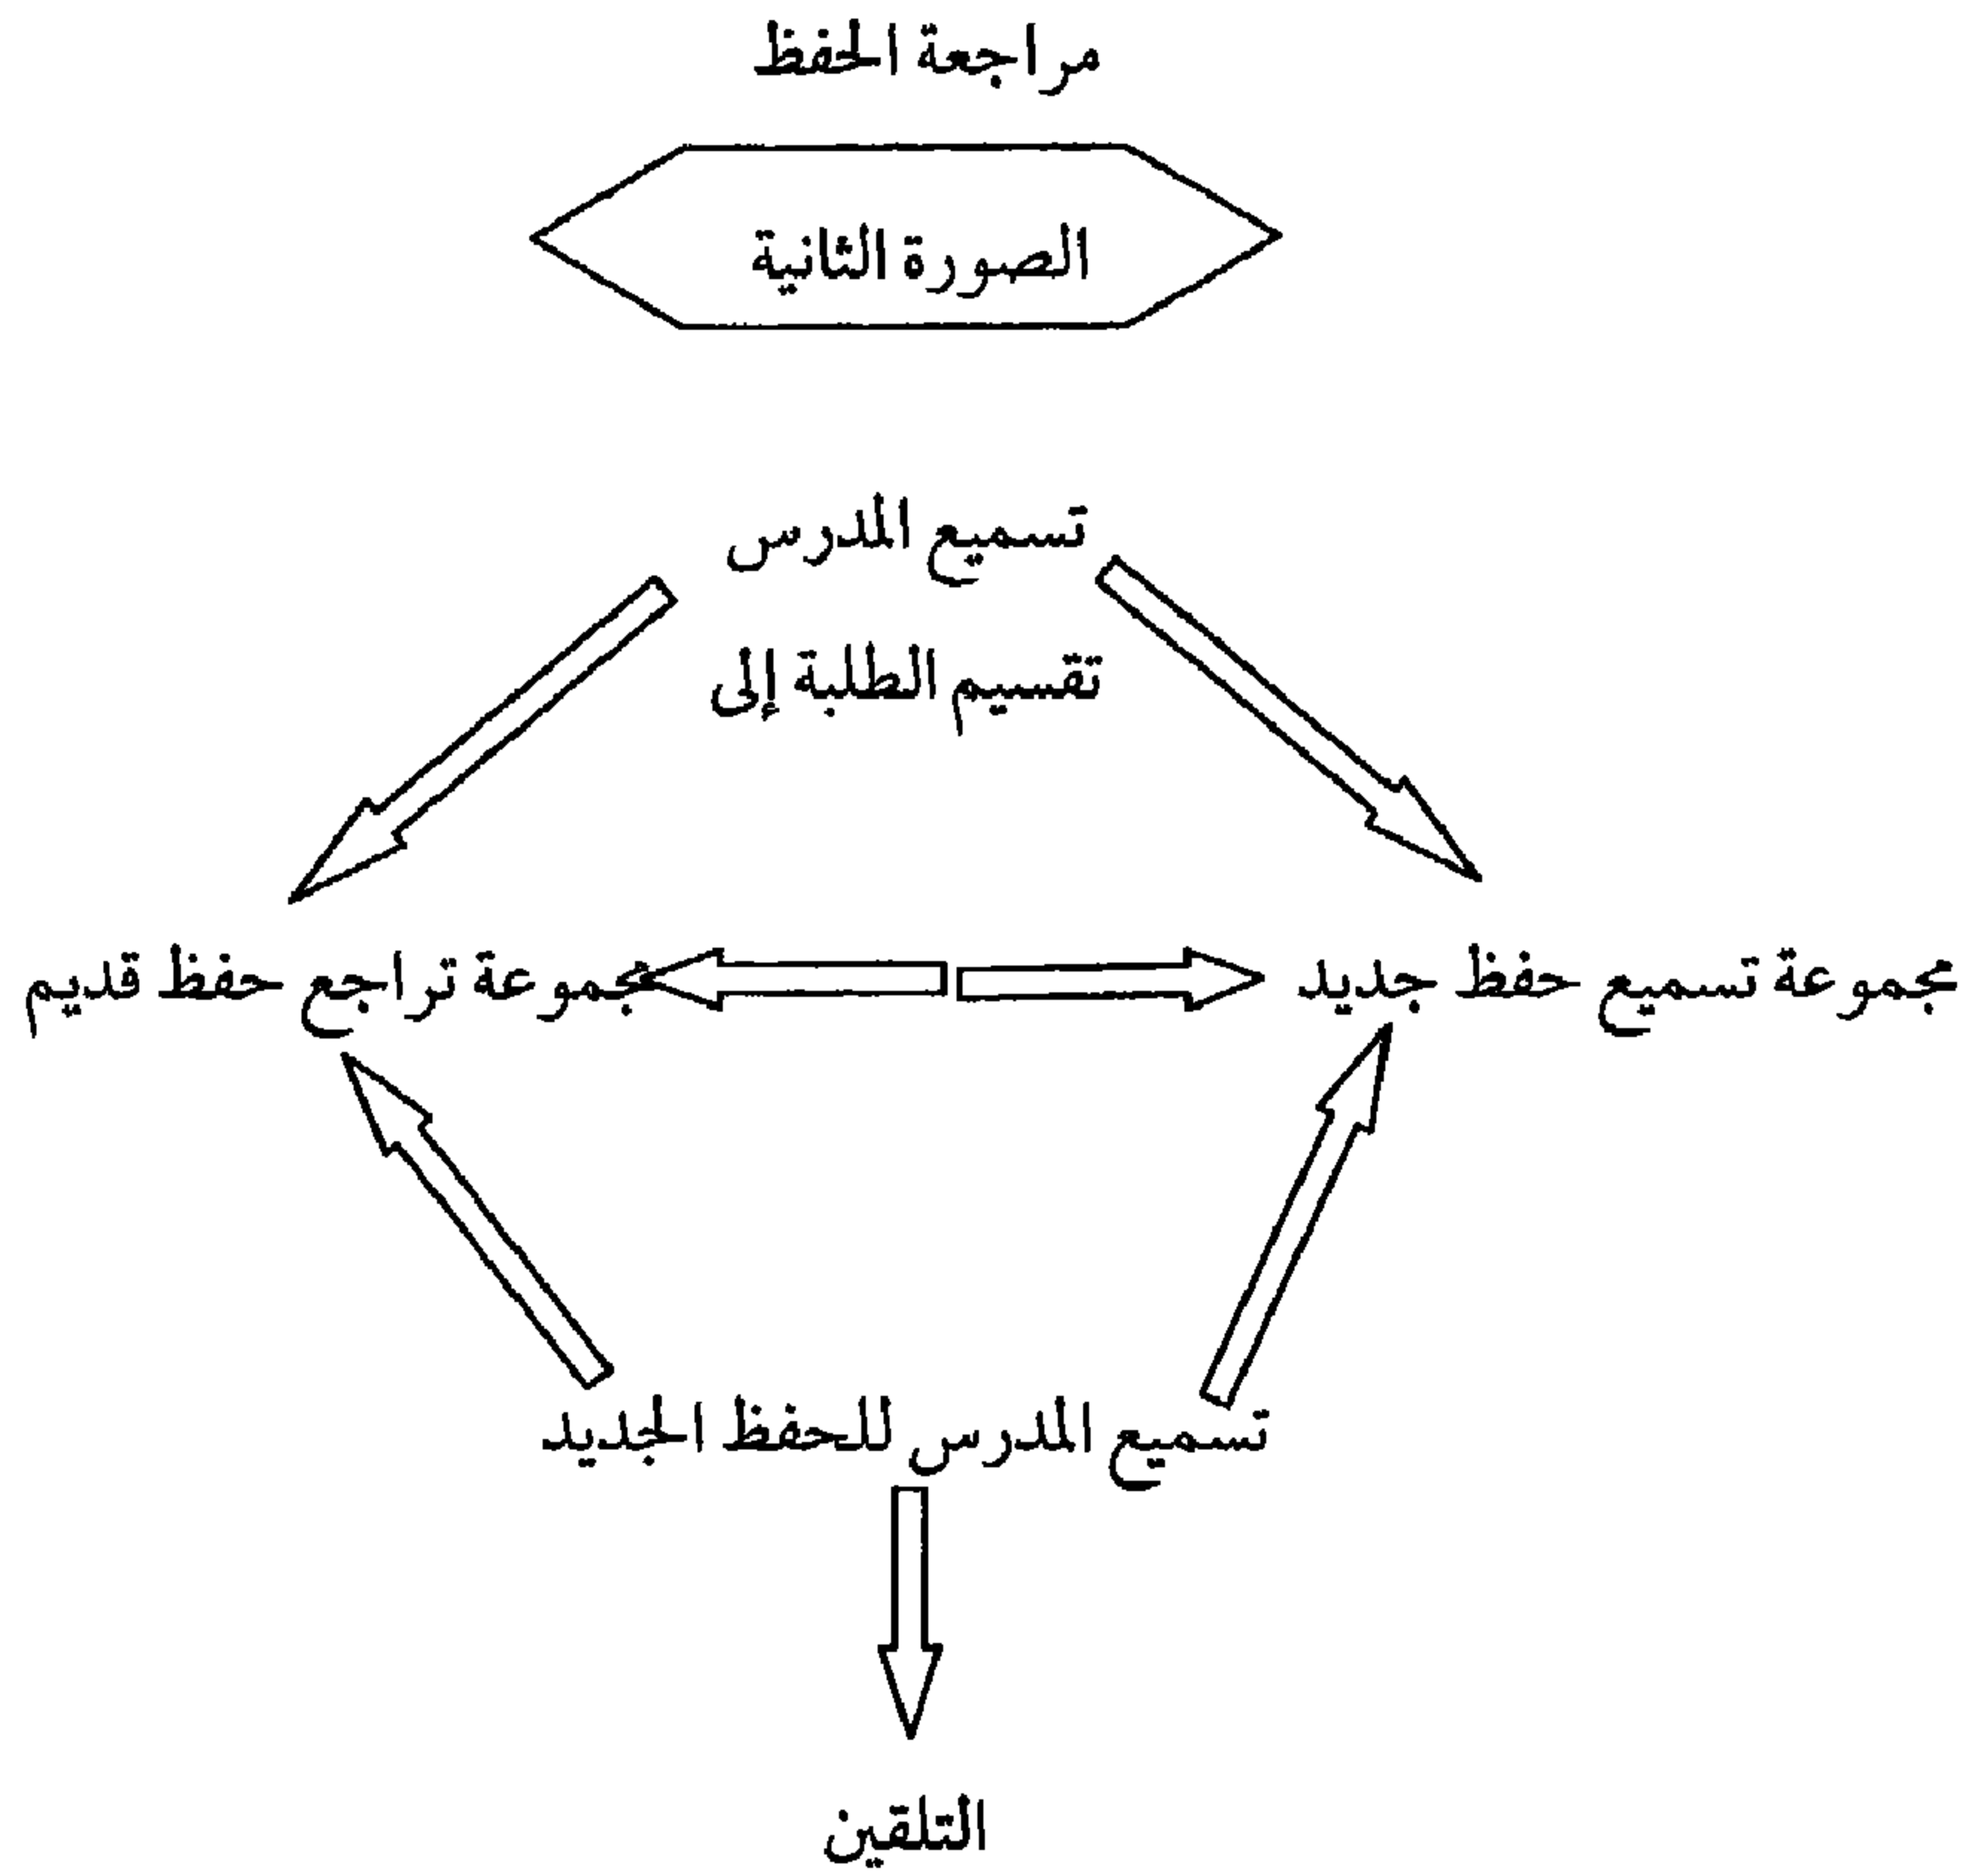 مراجعة الحفظ
الصورة الثانية
تسميع المدرس
تقسيم الطلبة إلى
مجموعة تسميع حفظ جديد
مجموعة تراجع حفظ قديم
تسميع المدرس للحفظ الجديد
التلقين